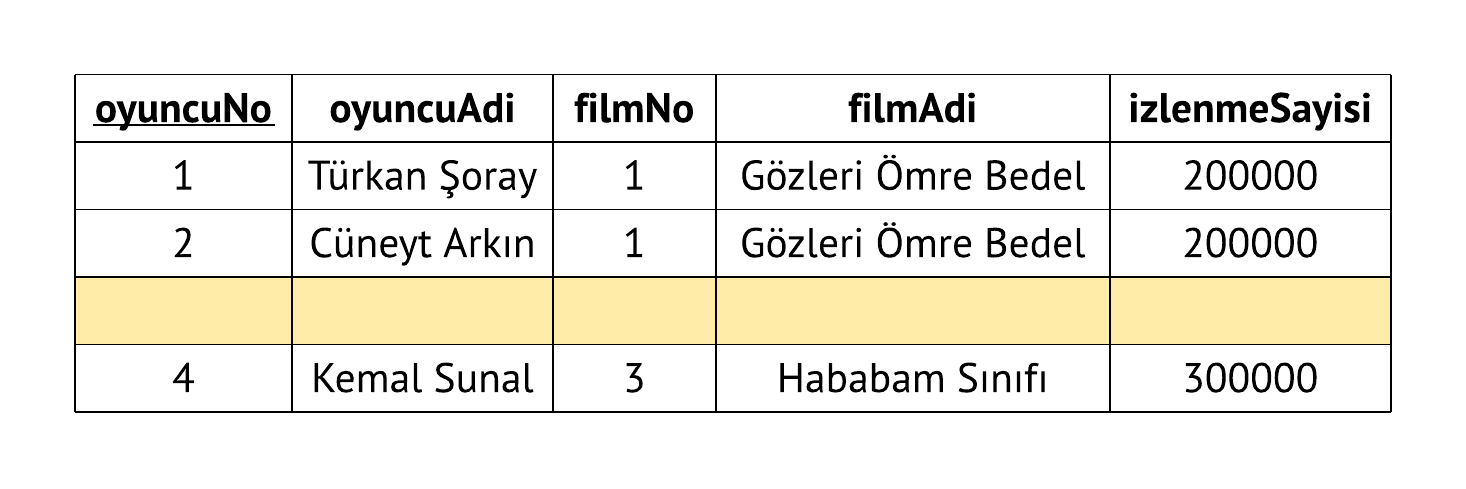 oyuncuNo oyuncuAdi filmNo filmAdi izlenmeSayisi
1 Türkan Şoray 1 Gözleri Ömre Bedel 200000
2 Cüneyt Arkın 1 Gözleri Ömre Bedel 200000
4 Kemal Sunal 3 Hababam Sınıfı 300000